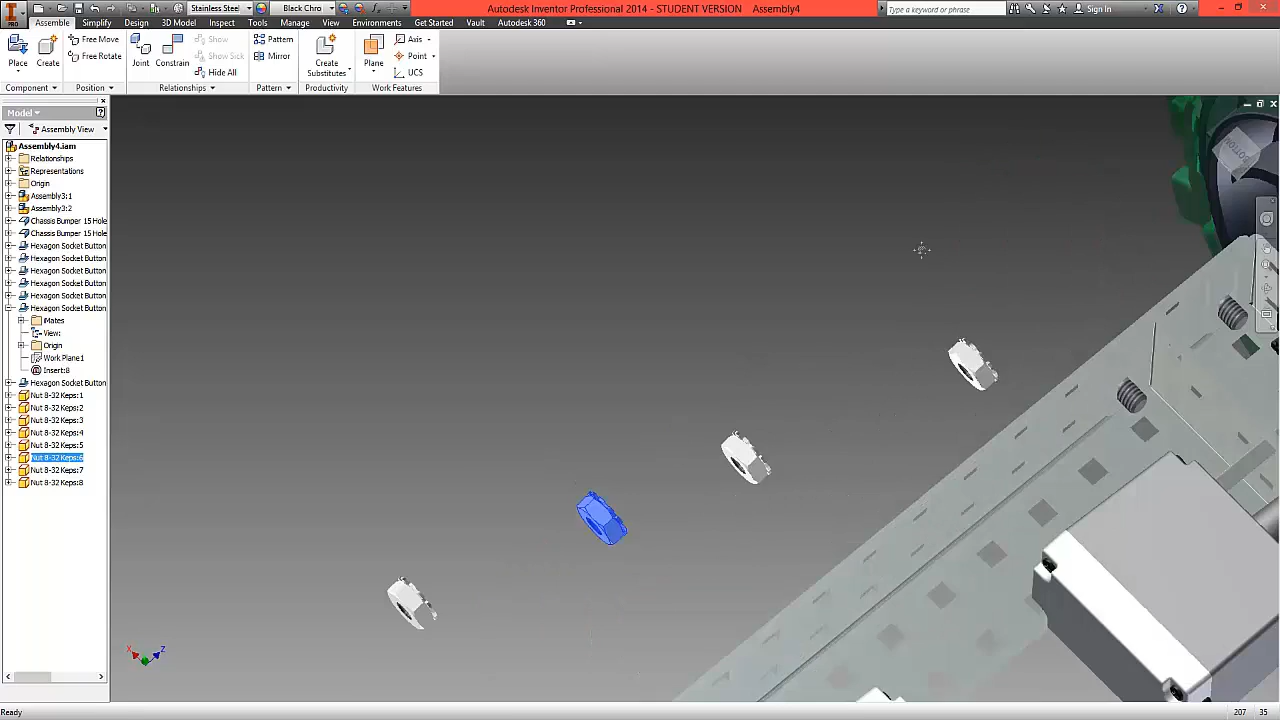 Stainless Steel
Black Chro
Autodesk Inventor Professional 2014 - STUDENT VERSION Assembly4
Type a keyword or phrase
Sign In
PRO
Assemble Simplify Design 3D Model Inspect Tools Manage View Environments Get Started Vault Autodesk 360
Place
Create
Free Move
Free Rotate
Joint
Constrain
Show
Show Sick
Hide All
Pattern
Mirror
Create
Substitutes
Plane
Axis
Point
UCS
Component
Position
Relationships
Pattern
Productivity
Work Features
Model
Assembly View
Assembly4.iam
Relationships
Representations
Origin
Assembly3:1
Assembly3:2
Chassis Bumper 15 Hole
Chassis Bumper 15 Hole
Hexagon Socket Button
Hexagon Socket Button
Hexagon Socket Button
Hexagon Socket Button
Hexagon Socket Button
Hexagon Socket Button
iMates
View:
Origin
Work Plane1
Insert:8
Hexagon Socket Button
Nut 8-32 Keps:1
Nut 8-32 Keps:2
Nut 8-32 Keps:3
Nut 8-32 Keps:4
Nut 8-32 Keps:5
Nut 8-32 Keps:6
Nut 8-32 Keps:7
Nut 8-32 Keps:8
BOTTOM
X
Z
Ready
207 35